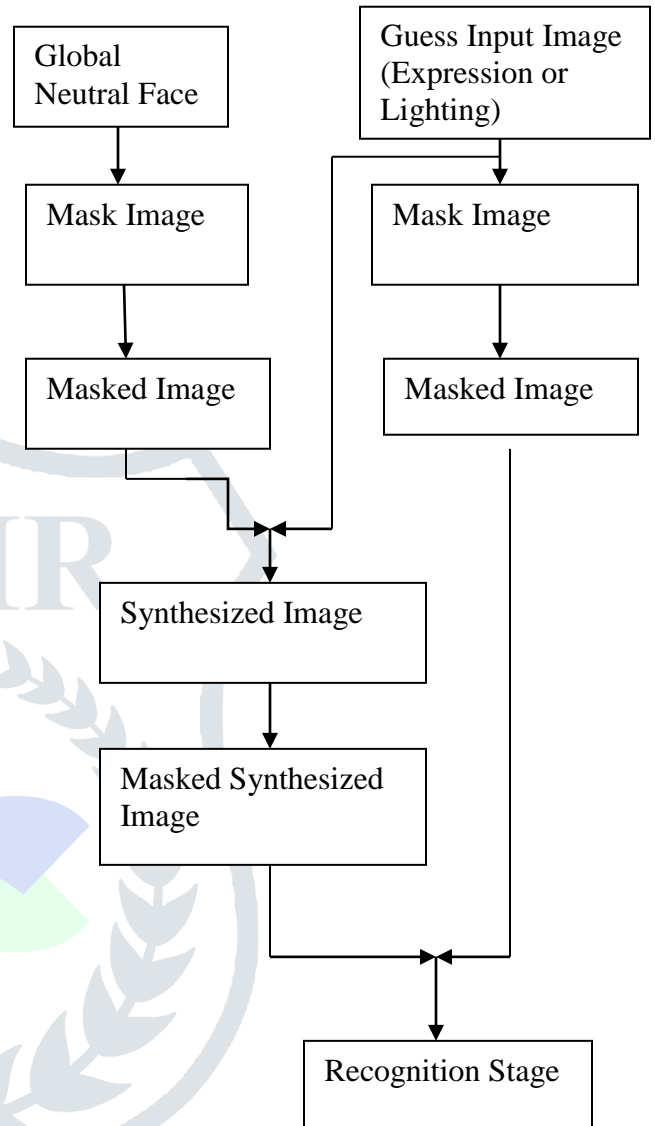 Global
Neutral Face
Guess Input Image
(Expression or
Lighting)
Mask Image
Mask Image
Masked Image
Masked Image
IR
Synthesized Image
Masked Synthesized
Image
Recognition Stage